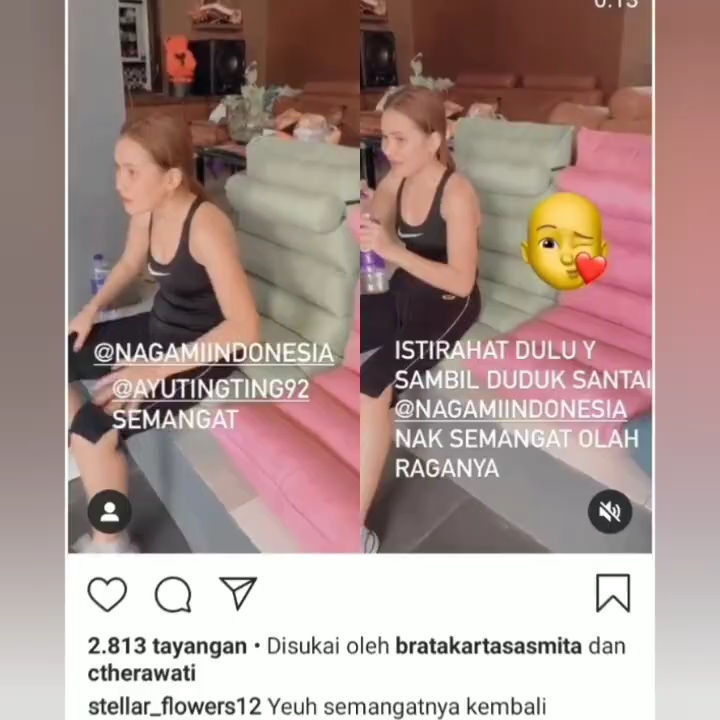 @NAGAMIINDONESIA
@AYUTINGTING92
SEMANGAT
ISTIRAHAT DULU Y
SAMBIL DUDUK SANTAI
@NAGAMIINDONESIA
NAK SEMANGAT OLAH
RAGANYA
2.813 tayangan • Disukai oleh bratakartasasmita dan
ctherawati
stellar_flowers12 Yeuh semangatnya kembali